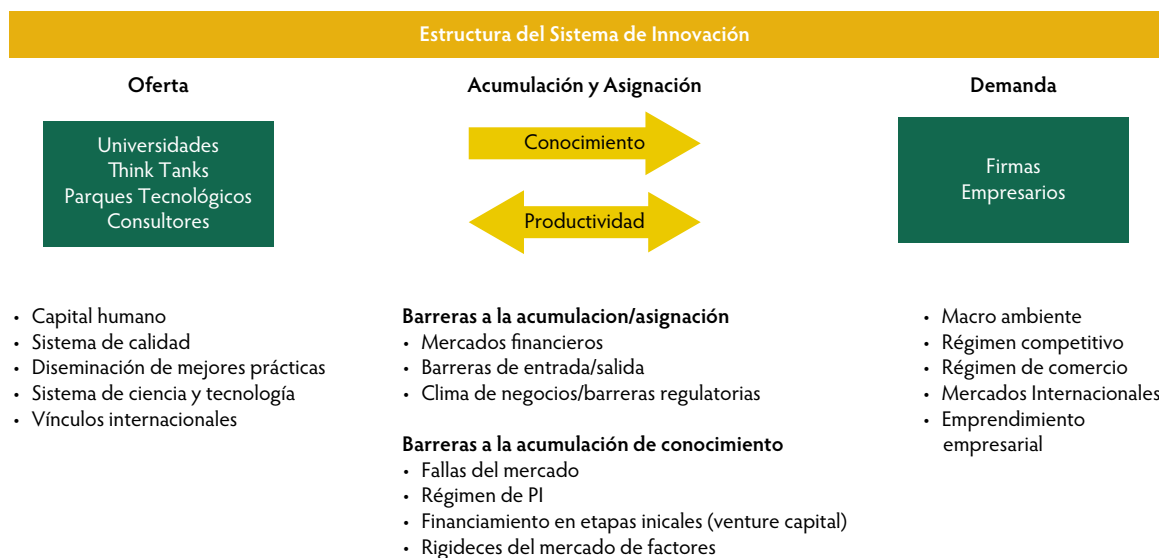 Estructura del Sistema de Innovación
Oferta
Universidades
Think Tanks
Parques Tecnológicos
Consultores
• Capital humano
• Sistema de calidad
• Diseminación de mejores prácticas
• Sistema de ciencia y tecnología
• Vínculos internacionales
Acumulación y Asignación
Conocimiento
Productividad
Barreras a la acumulacion/asignación
• Mercados financieros
• Barreras de entrada/salida
• Clima de negocios/barreras regulatorias
Barreras a la acumulación de conocimiento
• Fallas del mercado
• Régimen de PI
• Financiamiento en etapas inicales (venture capital)
• Rigideces del mercado de factores
Demanda
Firmas
Empresarios
• Macro ambiente
• Régimen competitivo
• Régimen de comercio
• Mercados Internacionales
• Emprendimiento
empresarial